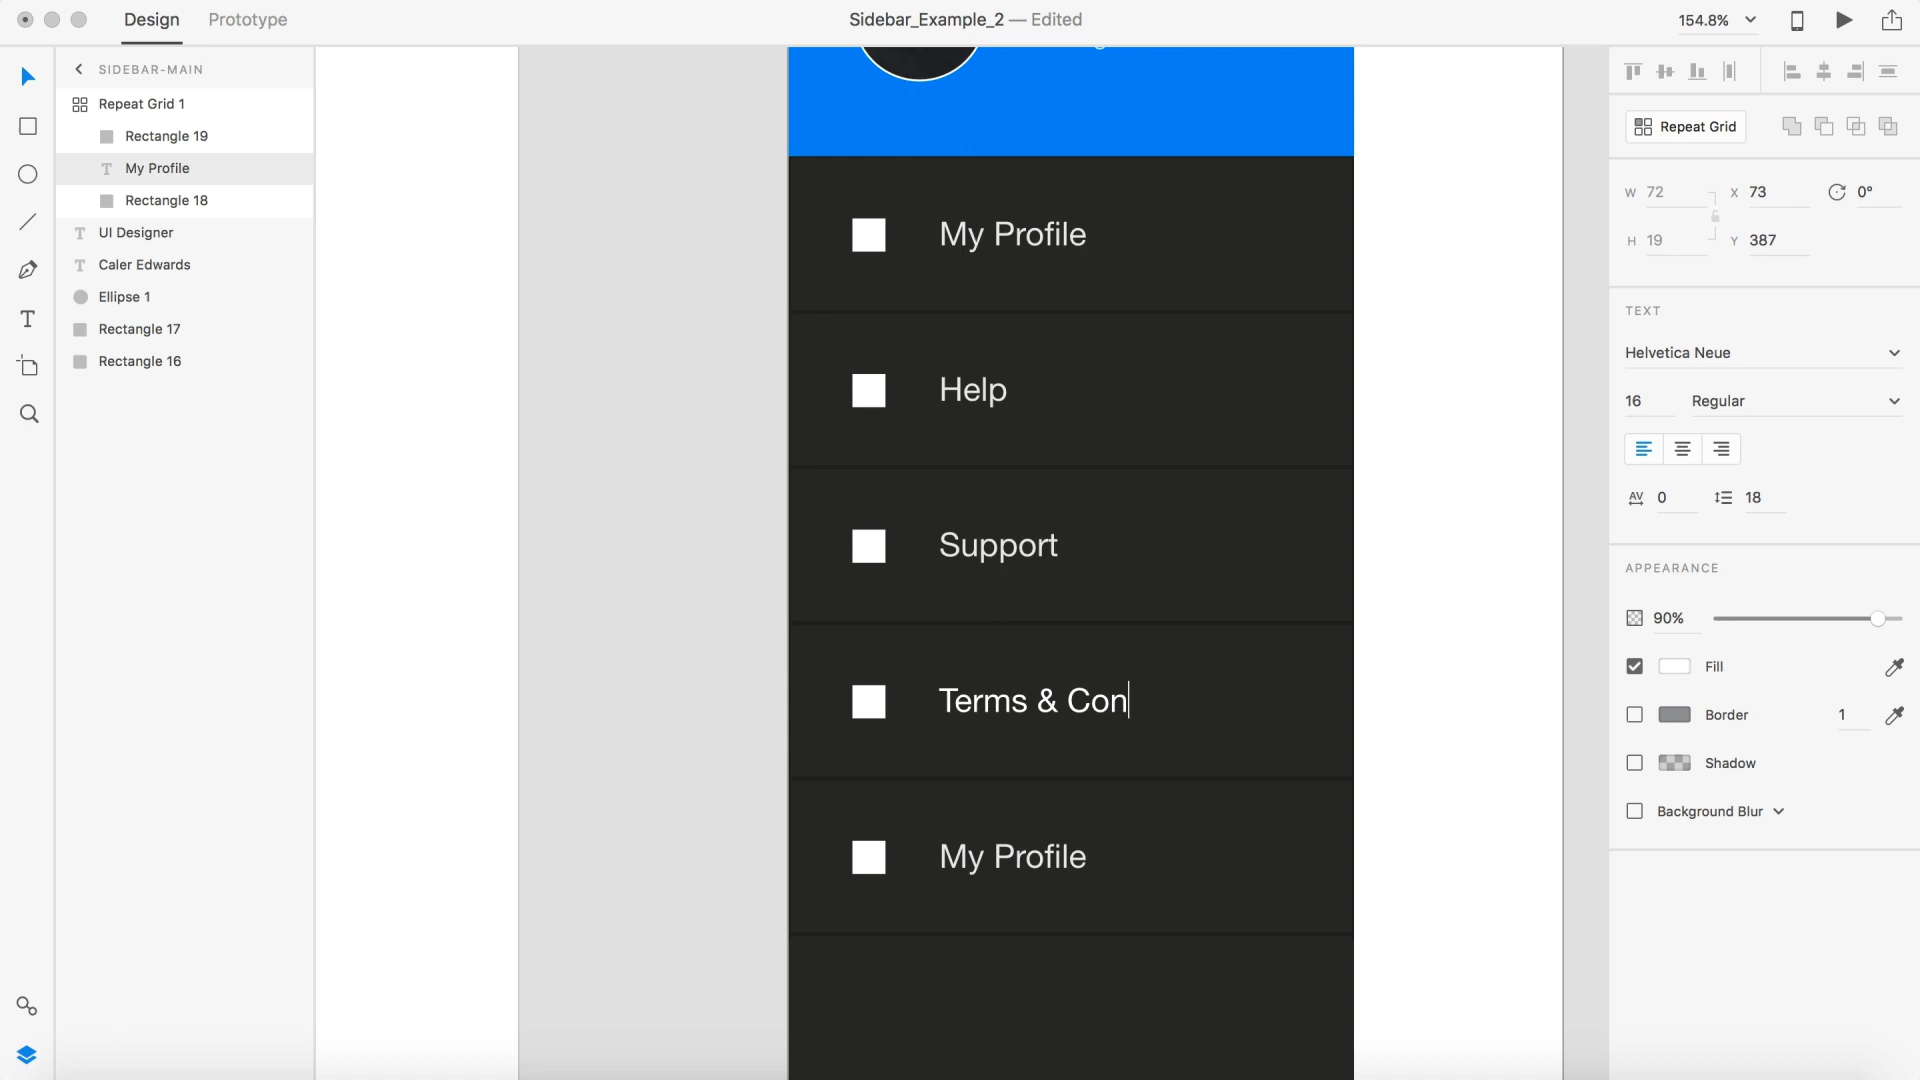 Design
Prototype
Sidebar_Example_2 — Edited
154.8%
SIDEBAR-MAIN
Repeat Grid 1
Rectangle 19
My Profile
Rectangle 18
UI Designer
Caler Edwards
Ellipse 1
Rectangle 17
Rectangle 16
My Profile
Help
Support
Terms & Con
My Profile
Repeat Grid
W 72 X 73 0°
H 19 Y 387
TEXT
Helvetica Neue
16 Regular
AV 0 18
APPEARANCE
90%
Fill
Border 1
Shadow
Background Blur